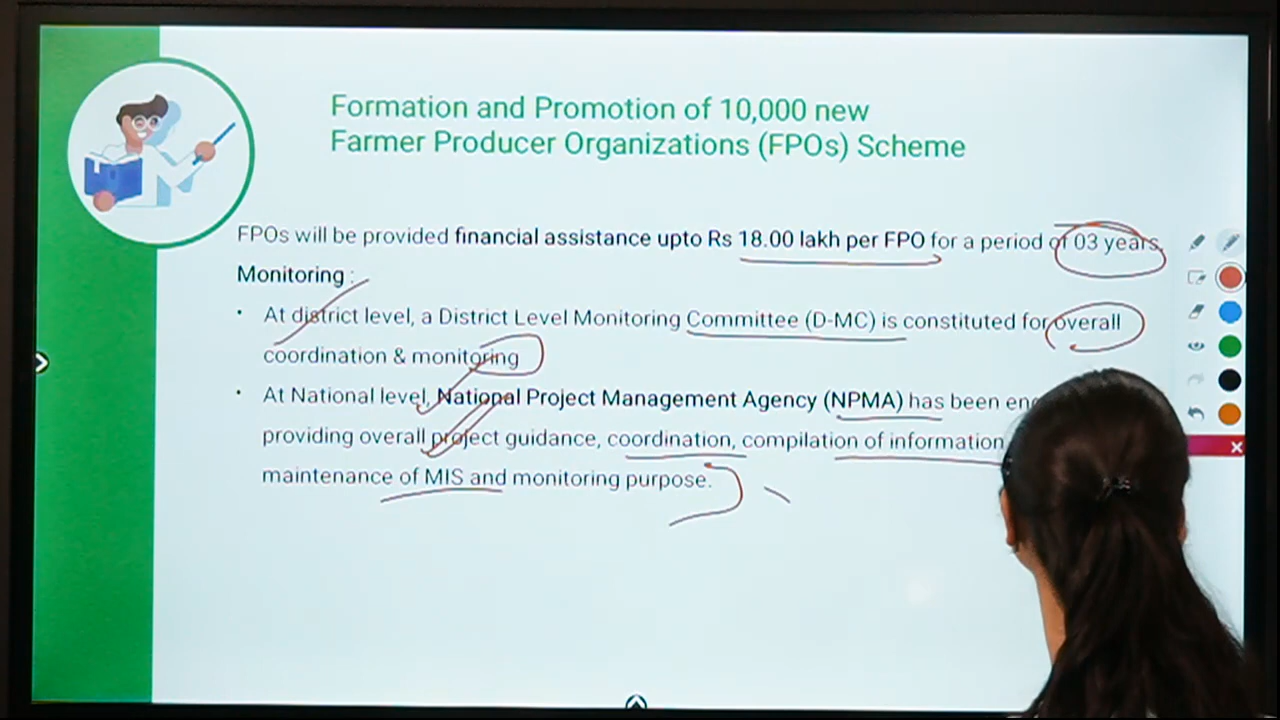 Formation and Promotion of 10,000 new
Farmer Producer Organizations (FPOs) Scheme
FPOs will be provided financial assistance upto Rs 18.00 lakh per FPO for a period of 03 years.
Monitoring :
• At district level, a District Level Monitoring Committee (D-MC) is constituted for overall
coordination & monitoring
• At National level, National Project Management Agency (NPMA) has been
providing overall project guidance, coordination, compilation of information
maintenance of MIS and monitoring purpose.